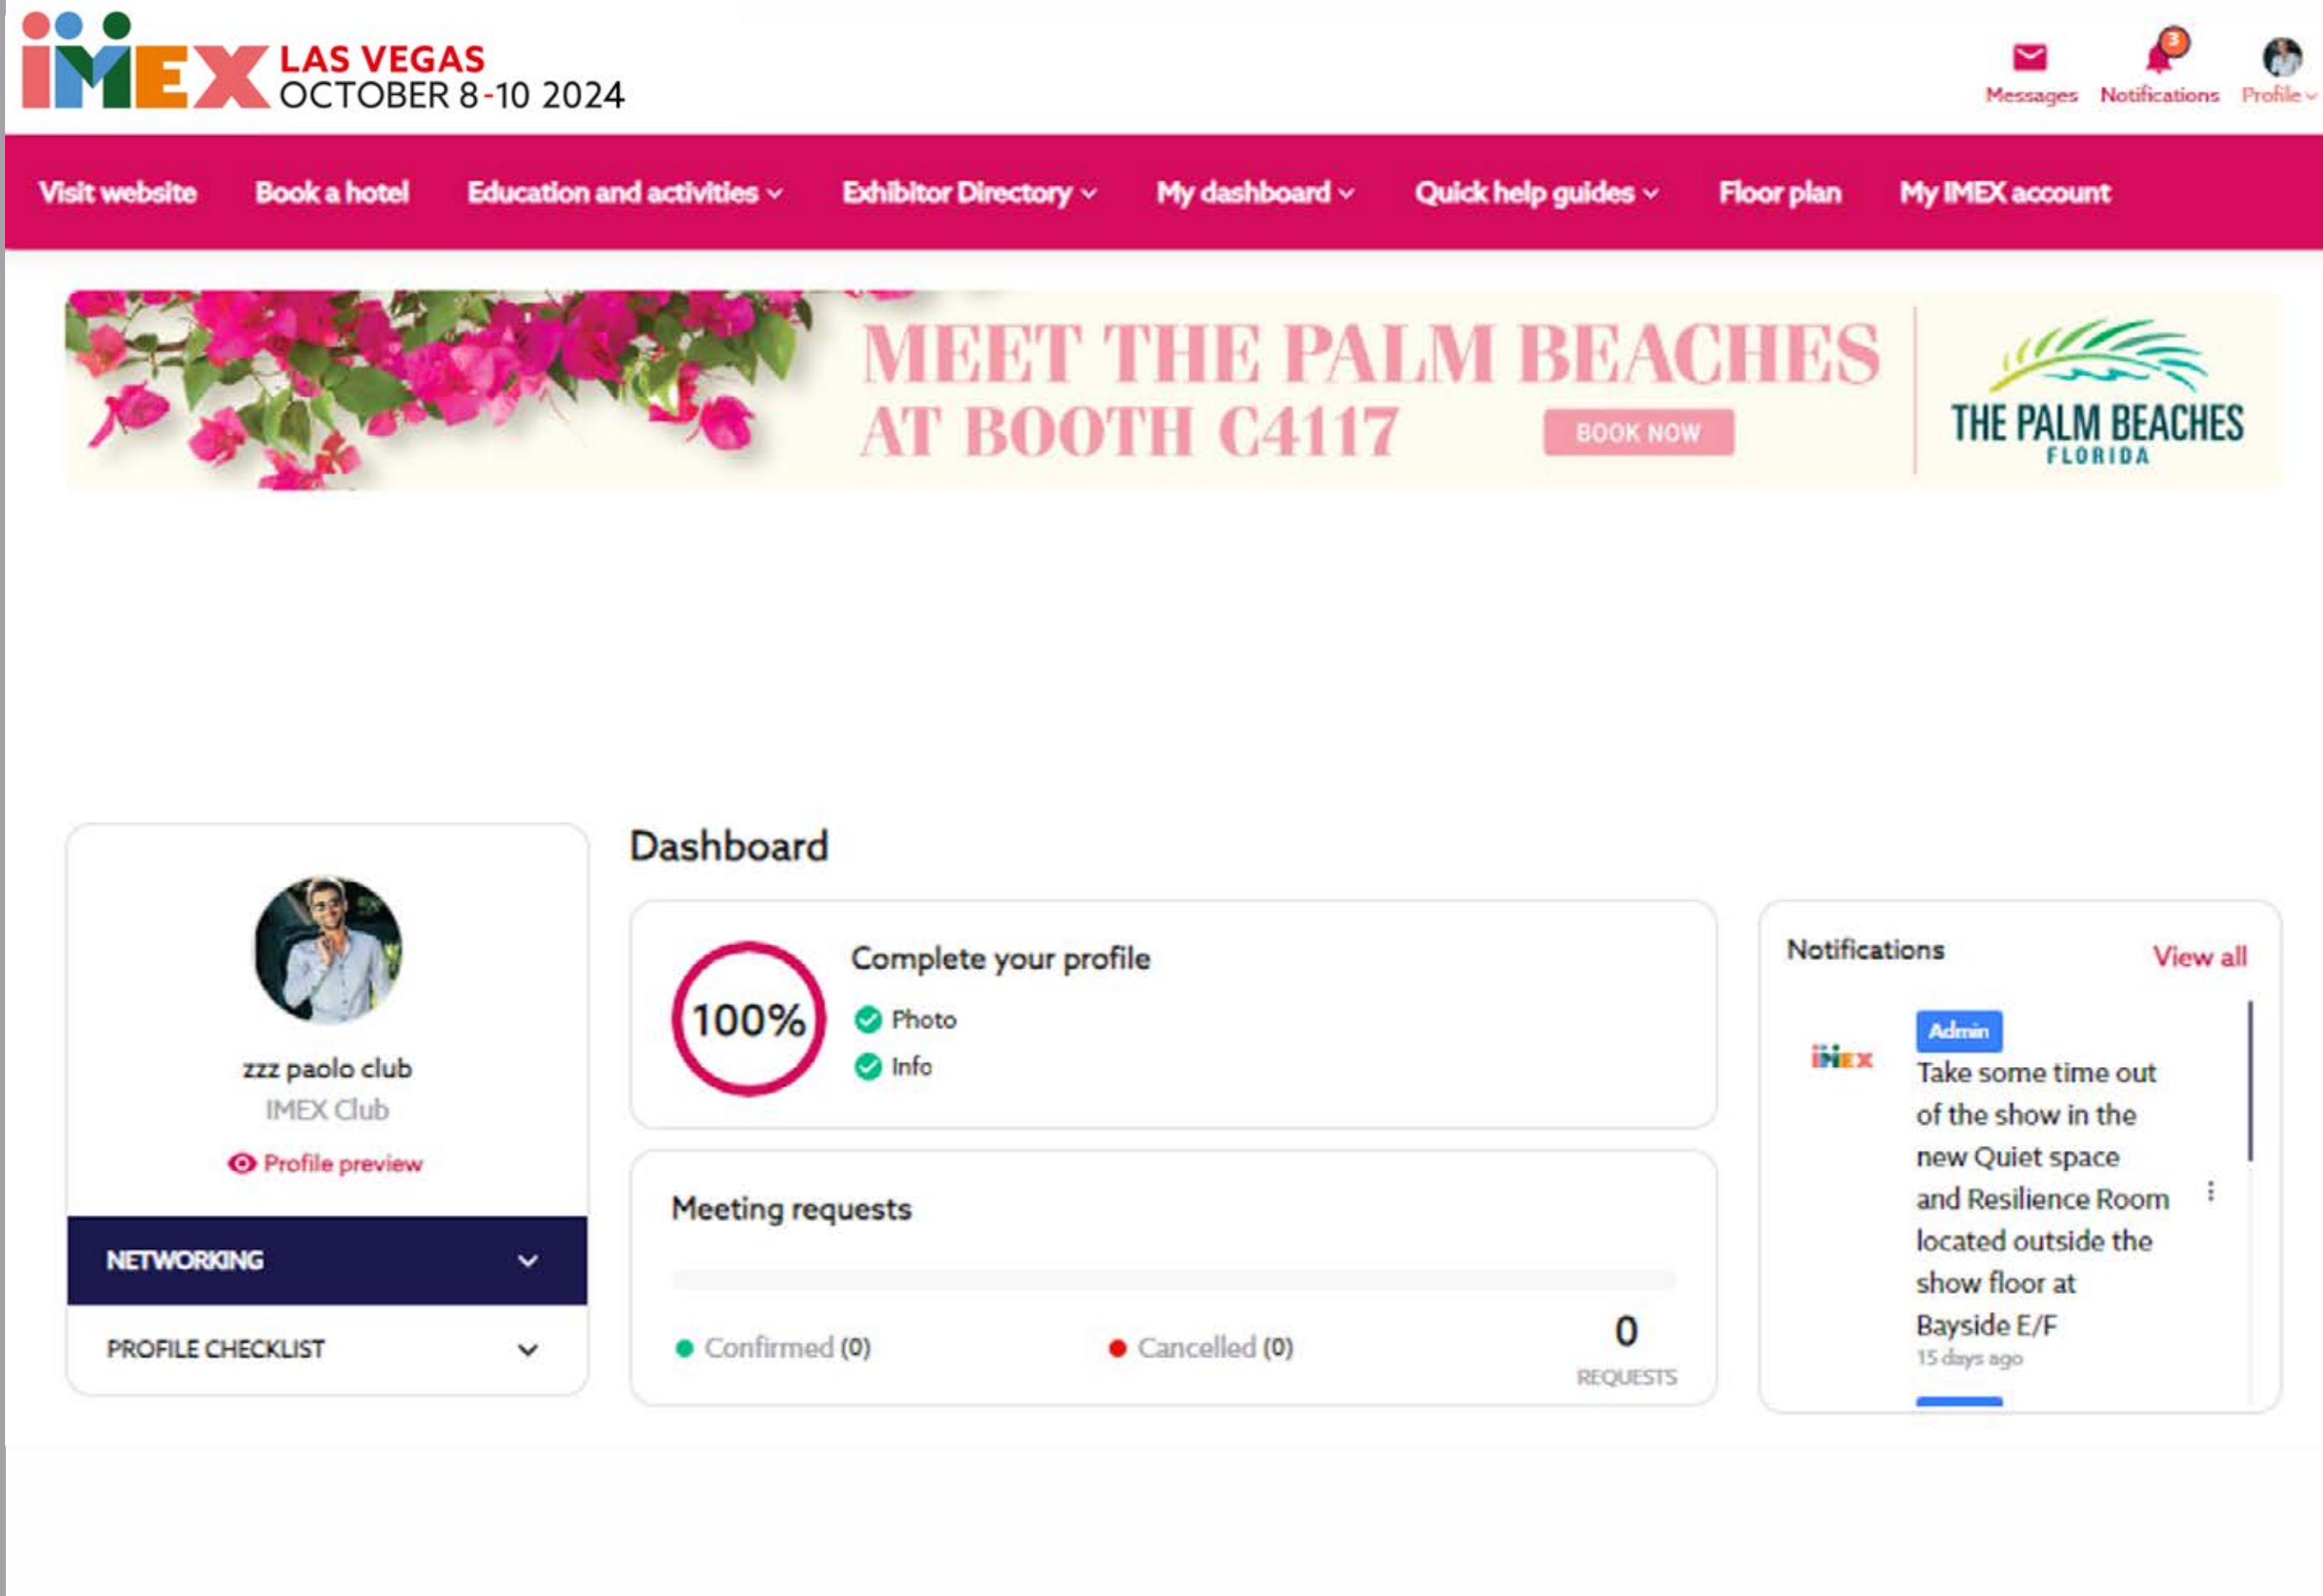 IMEX LAS VEGAS
OCTOBER 8-10 2024
Messages
3
Notifications
Profile
Visit website
Book a hotel
Education and activities
Exhibitor Directory
My dashboard
Quick help guides
Floor plan
My IMEX account
MEET THE PALM BEACHES
AT BOOTH C4117
BOOK NOW
THE PALM BEACHES
FLORIDA
zzz paolo club
IMEX Club
Profile preview
NETWORKING
PROFILE CHECKLIST
Dashboard
100%
Complete your profile
Photo
Info
Meeting requests
Confirmed (0)
Cancelled (0)
0
REQUESTS
Notifications
View all
IMEX
Admin
Take some time out
of the show in the
new Quiet space
and Resilience Room
located outside the
show floor at
Bayside E/F
15 days ago